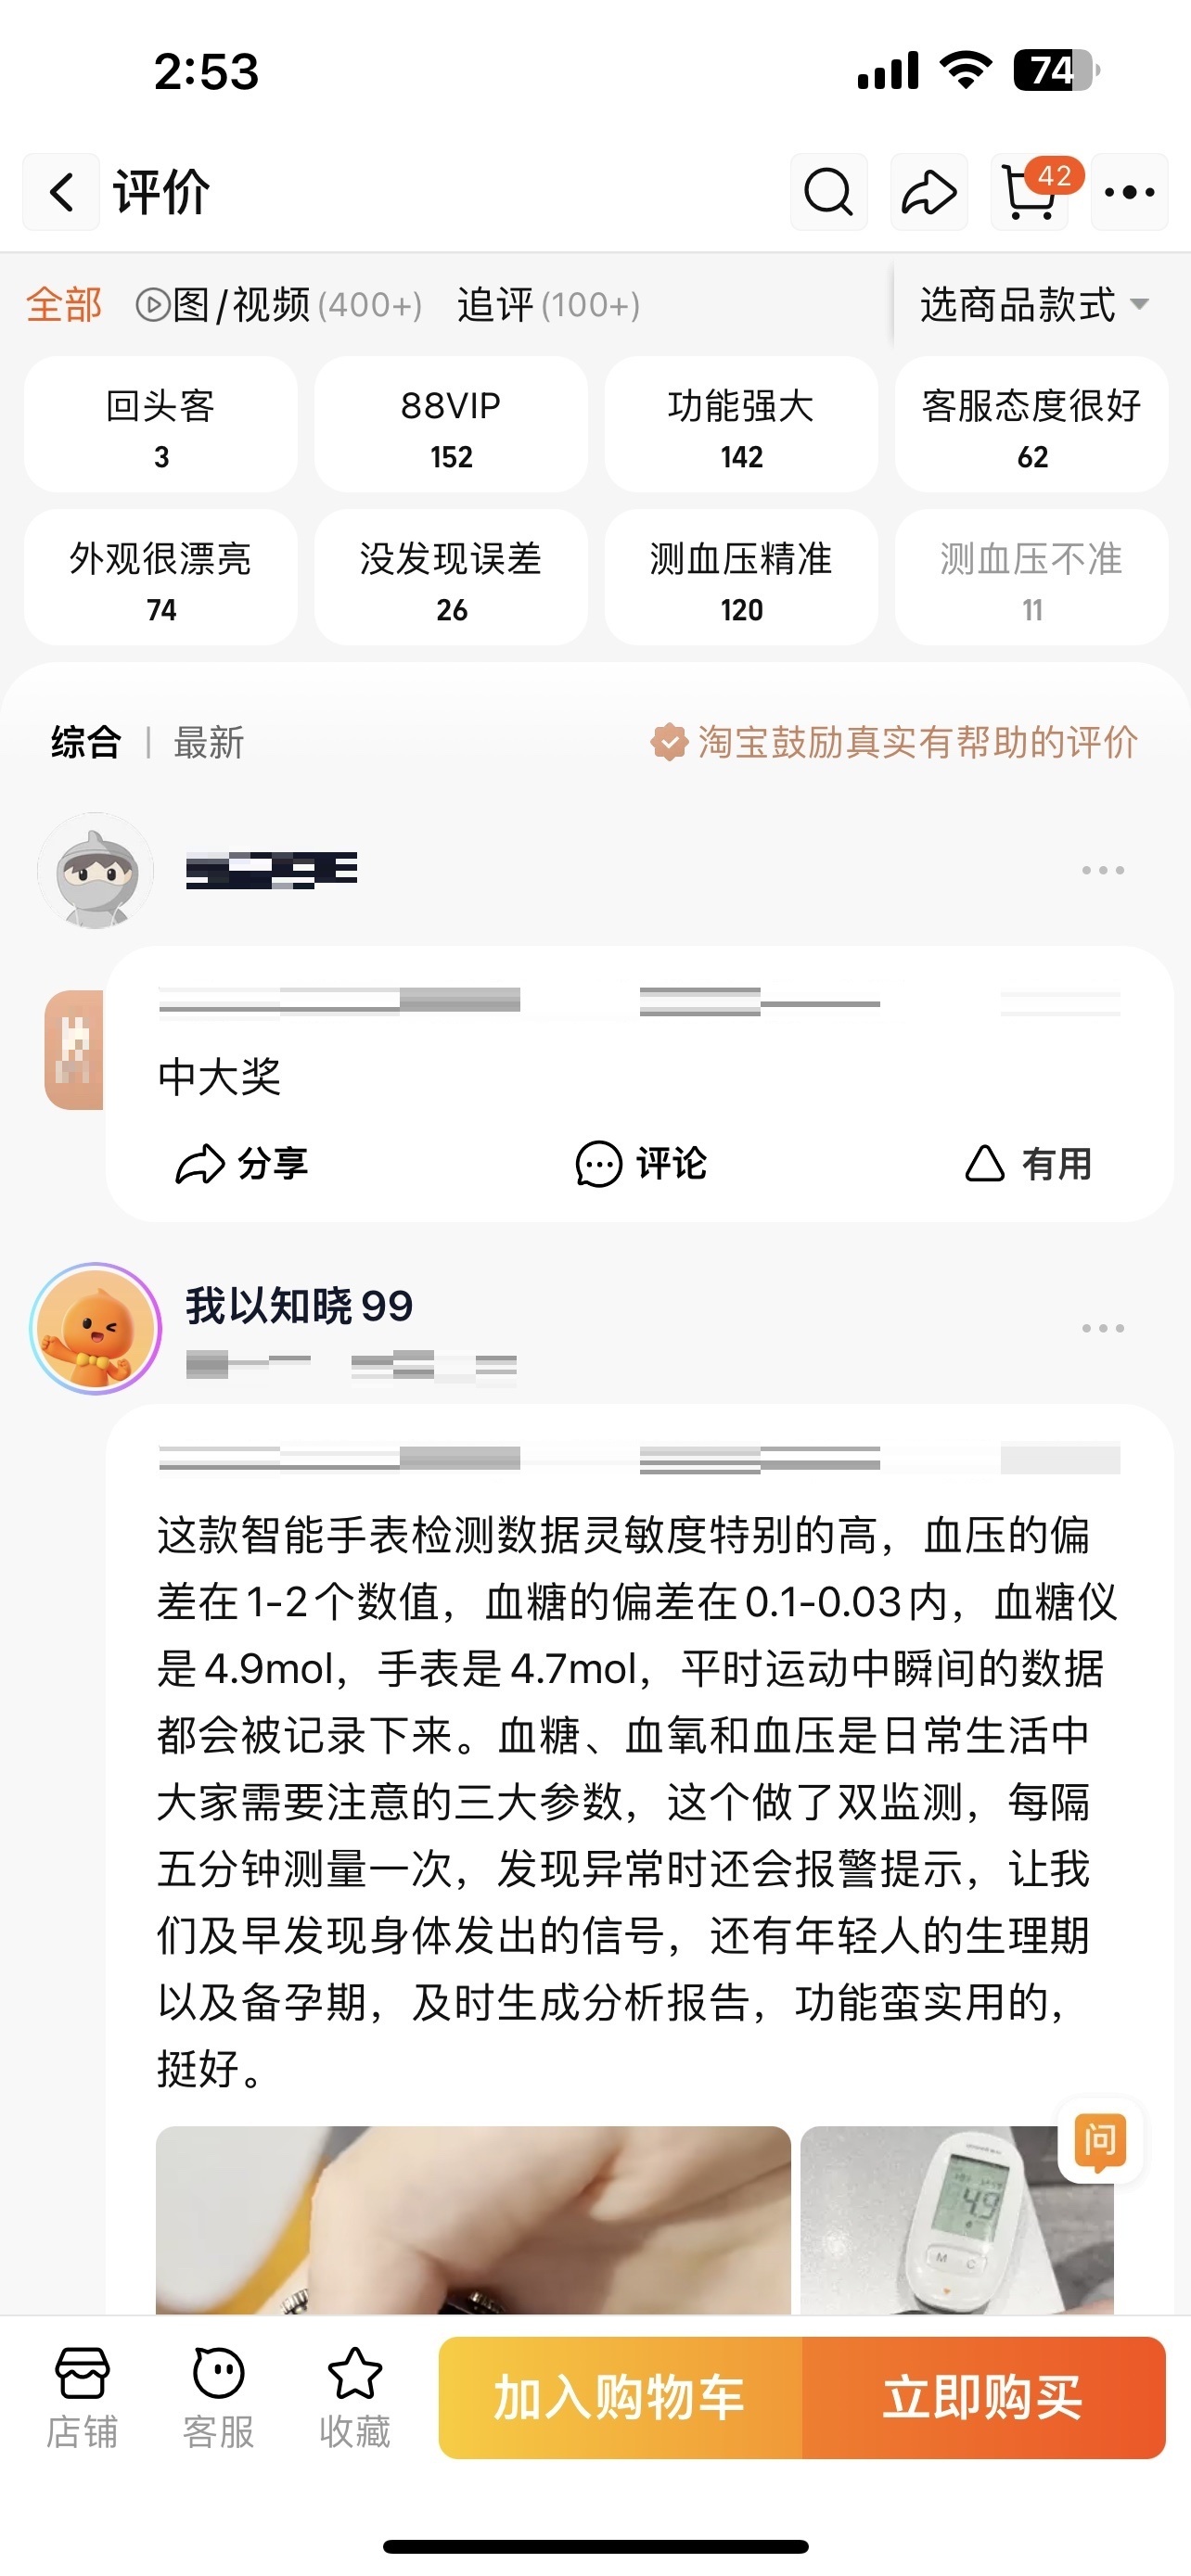 2:53
74
评价
42
全部 图/视频(400+) 追评(100+) 选商品款式
回头客 88VIP 功能强大 客服态度很好
3 152 142 62
外观很漂亮 没发现误差 测血压精准 测血压不准
74 26 120 11
综合 | 最新 淘宝鼓励真实有帮助的评价
中大奖
分享 评论 有用
我以知晓99
这款智能手表检测数据灵敏度特别的高，血压的偏
差在1-2个数值，血糖的偏差在0.1-0.03内，血糖仪
是4.9mol，手表是4.7mol，平时运动中瞬间的数据
都会被记录下来。血糖、血氧和血压是日常生活中
大家需要注意的三大参数，这个做了双监测，每隔
五分钟测量一次，发现异常时还会报警提示，让我
们及早发现身体发出的信号，还有年轻人的生理期
以及备孕期，及时生成分析报告，功能蛮实用的，
挺好。
问
4.9
M C
店铺 客服 收藏 加入购物车 立即购买